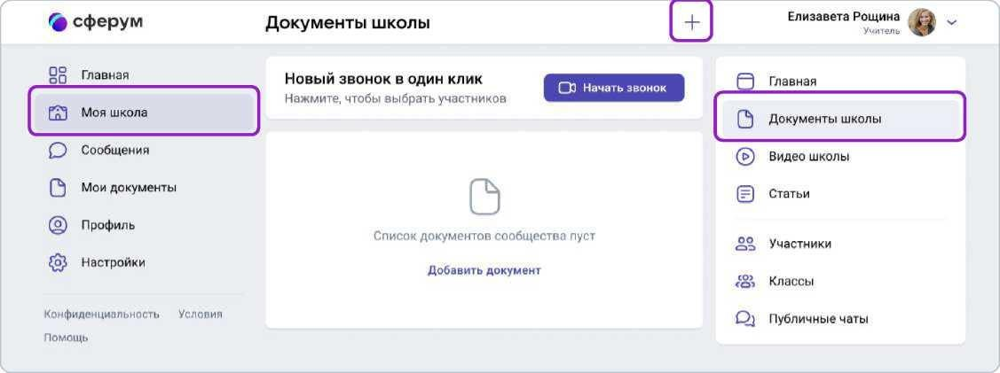 сферум
Документы школы
Елизавета Рощина
Учитель
Главная
Моя школа
Сообщения
Мои документы
Профиль
Настройки
Конфиденциальность Условия
Помощь
Новый звонок в один клик
Нажмите, чтобы выбрать участников
Начать звонок
Список документов сообщества пуст
Добавить документ
Главная
Документы школы
Видео школы
Статьи
Участники
Классы
Публичные чаты